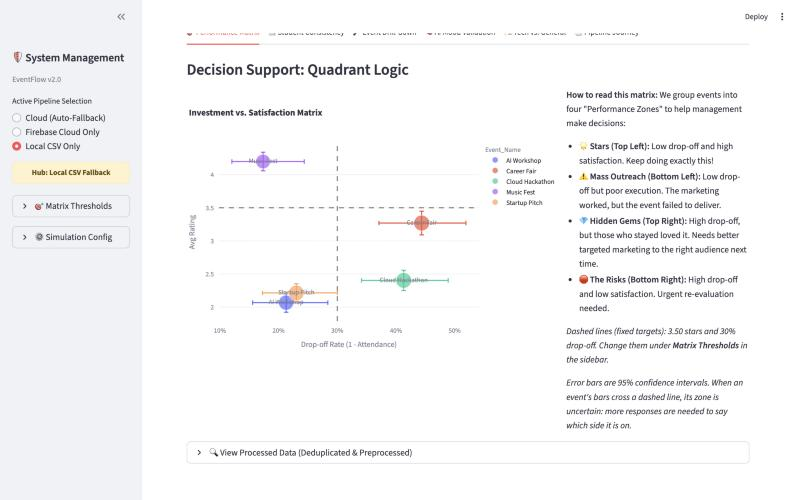 Deploy
System Management
EventFlow v2.0
Active Pipeline Selection
Cloud (Auto-Fallback)
Firebase Cloud Only
Local CSV Only
Hub: Local CSV Fallback
Matrix Thresholds
Simulation Config
Decision Support: Quadrant Logic
Investment vs. Satisfaction Matrix
Event_Name
AI Workshop
Career Fair
Cloud Hackathon
Music Fest
Startup Pitch
Avg Rating
4
3.5
3
2.5
2
Music Fest
Career Fair
Cloud Hackathon
Startup Pitch
AI Workshop
10%
20%
30%
40%
50%
Drop-off Rate (1 - Attendance)
How to read this matrix: We group events into
four "Performance Zones" to help management
make decisions:
Stars (Top Left): Low drop-off and high
satisfaction. Keep doing exactly this!
Mass Outreach (Bottom Left): Low drop-
off but poor execution. The marketing
worked, but the event failed to deliver.
Hidden Gems (Top Right): High drop-off,
but those who stayed loved it. Needs better
targeted marketing to the right audience next
time.
The Risks (Bottom Right): High drop-off
and low satisfaction. Urgent re-evaluation
needed.
Dashed lines (fixed targets): 3.50 stars and 30%
drop-off. Change them under Matrix Thresholds in
the sidebar.
Error bars are 95% confidence intervals. When an
event's bars cross a dashed line, its zone is
uncertain: more responses are needed to say
which side it is on.
View Processed Data (Deduplicated & Preprocessed)